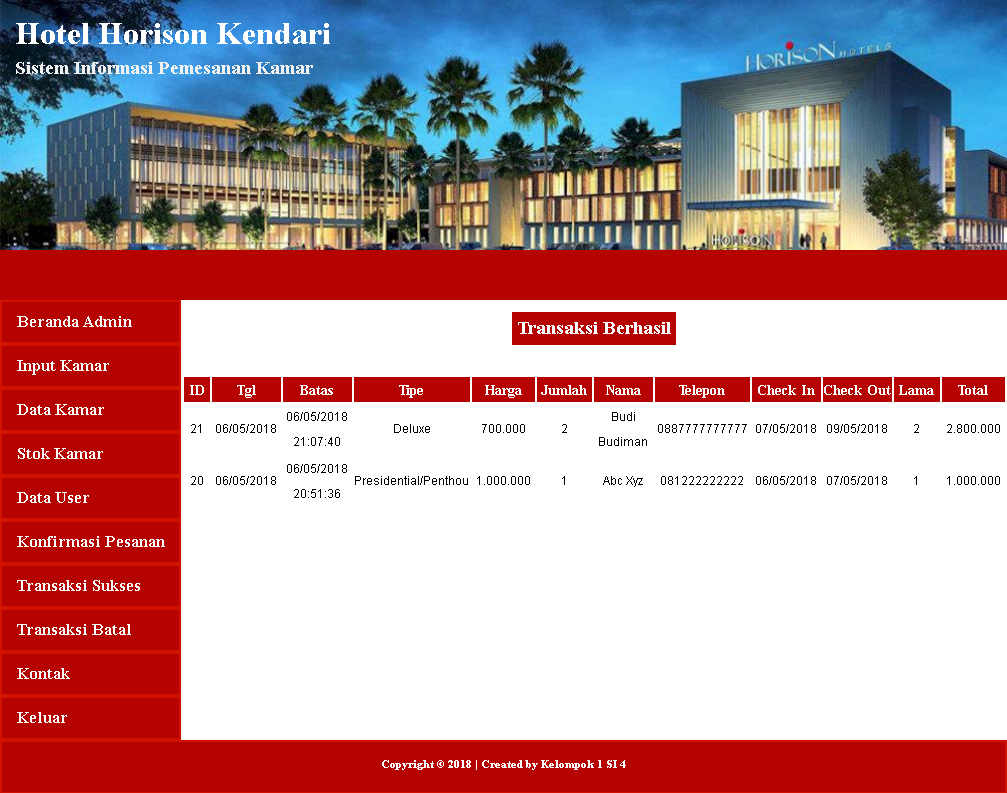 Hotel Horison Kendari
Sistem Informasi Pemesanan Kamar
HORISON HOTELS
HORISON
Beranda Admin
Input Kamar
Data Kamar
Stok Kamar
Data User
Konfirmasi Pesanan
Transaksi Sukses
Transaksi Batal
Kontak
Keluar
Transaksi Berhasil
ID Tgl Batas Tipe Harga Jumlah Nama Telepon Check In Check Out Lama Total
21 06/05/2018 06/05/2018 21:07:40 Deluxe 700.000 2 Budi Budiman 0887777777777 07/05/2018 09/05/2018 2 2.800.000
20 06/05/2018 06/05/2018 20:51:36 Presidential/Penthou 1.000.000 1 Abc Xyz 081222222222 06/05/2018 07/05/2018 1 1.000.000
Copyright © 2018 | Created by Kelompok 1 SI 4